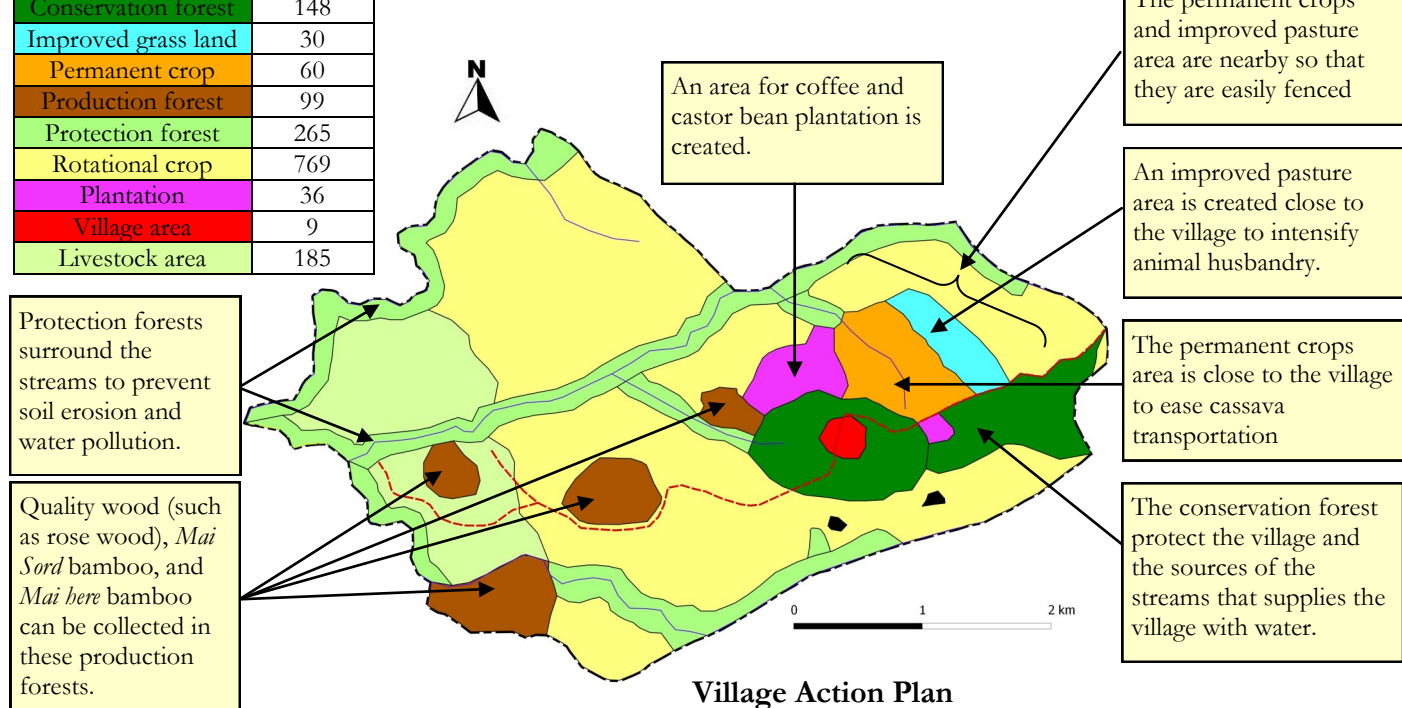 Conservation forest 148
Improved grass land 30
Permanent crop 60
Production forest 99
Protection forest 265
Rotational crop 769
Plantation 36
Village area 9
Livestock area 185
N
An area for coffee and
castor bean plantation is
created.
The permanent crops
and improved pasture
area are nearby so that
they are easily fenced
An improved pasture
area is created close to
the village to intensify
animal husbandry.
The permanent crops
area is close to the village
to ease cassava
transportation
The conservation forest
protect the village and
the sources of the
streams that supplies the
village with water.
Protection forests
surround the
streams to prevent
soil erosion and
water pollution.
Quality wood (such
as rose wood), Mai
Sord bamboo, and
Mai here bamboo
can be collected in
these production
forests.
0 1 2 km
Village Action Plan